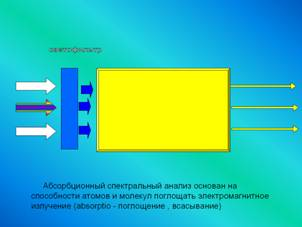 светофильтр
Абсорбционный спектральный анализ основан на
способности атомов и молекул поглощать электромагнитное
излучение (absorptio - поглощение , всасывание)